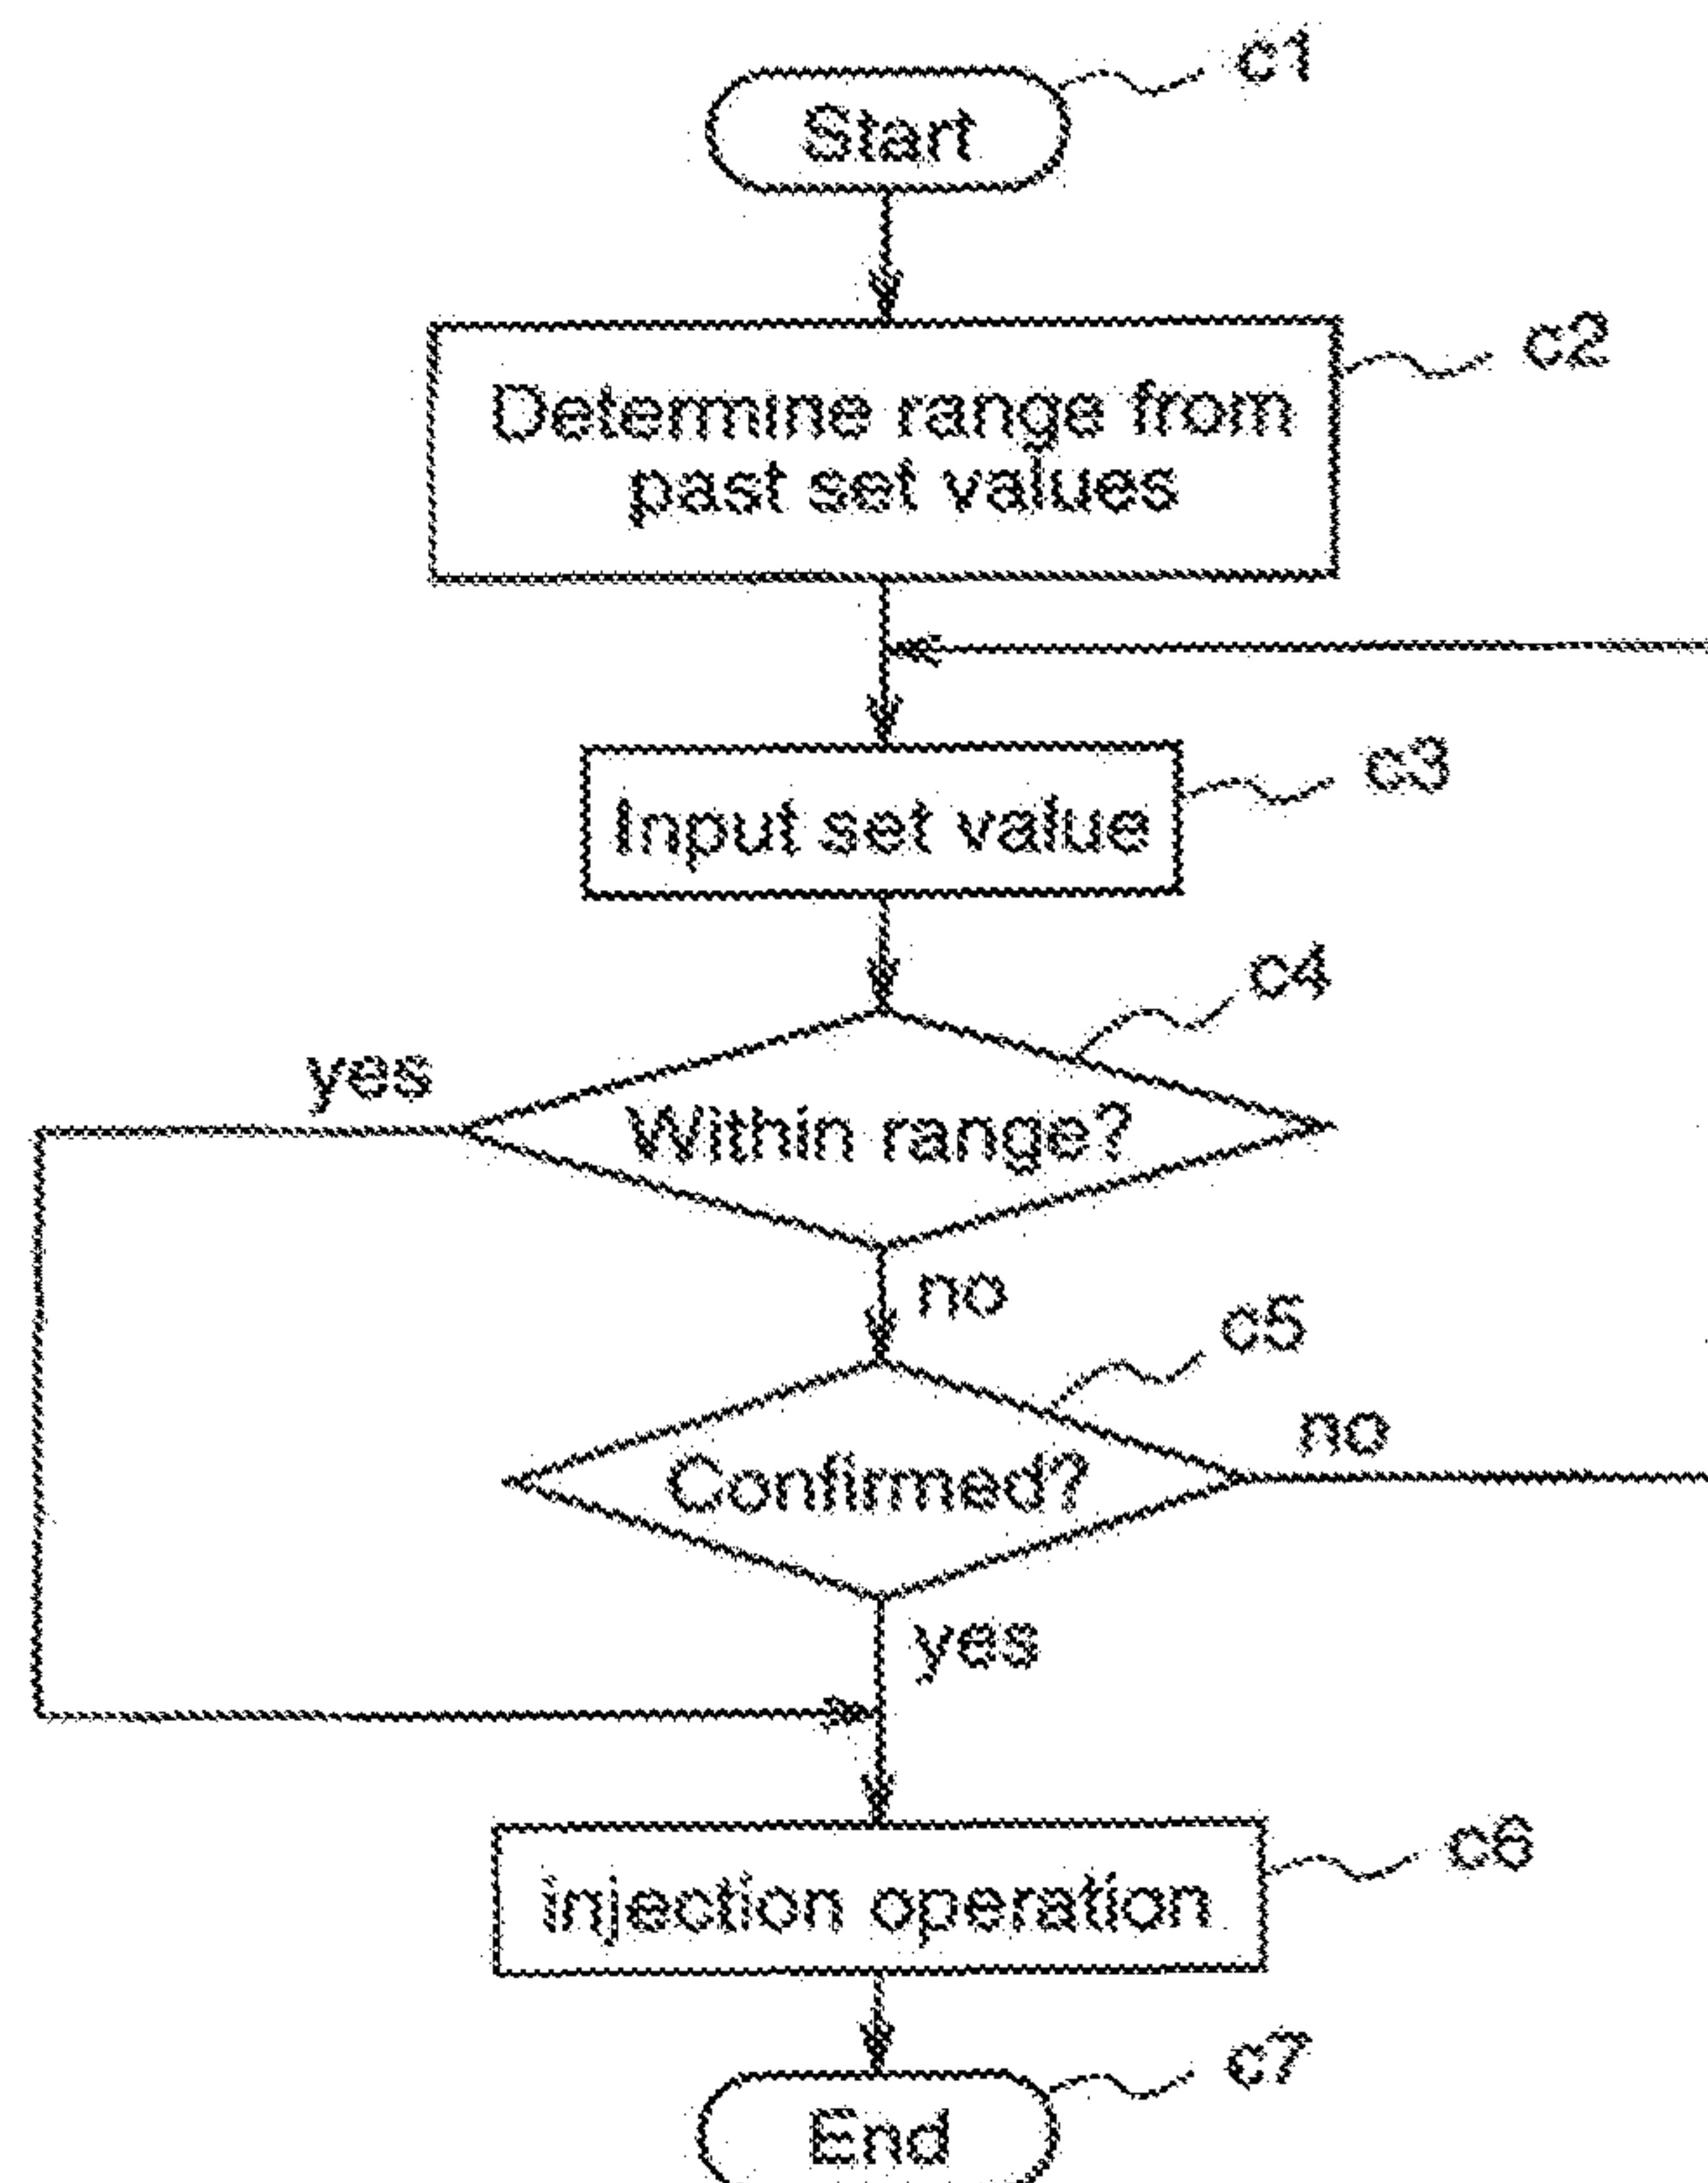 c1
Start
c2
Determine range from
past set values
c3
Input set value
c4
yes
Within range?
no
c5
no
Confirmed?
yes
c6
injection operation
c7
End